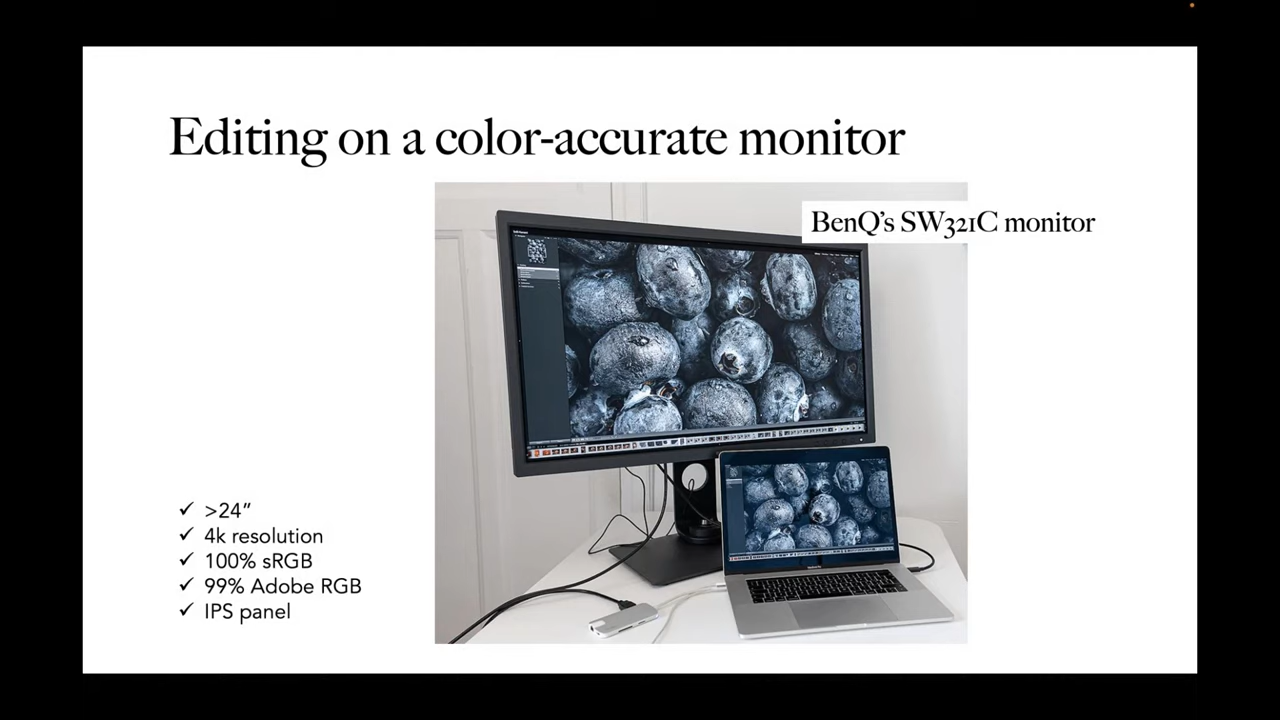 Editing on a color-accurate monitor
BenQ's SW321C monitor
✓ >24”
✓ 4k resolution
✓ 100% sRGB
✓ 99% Adobe RGB
✓ IPS panel